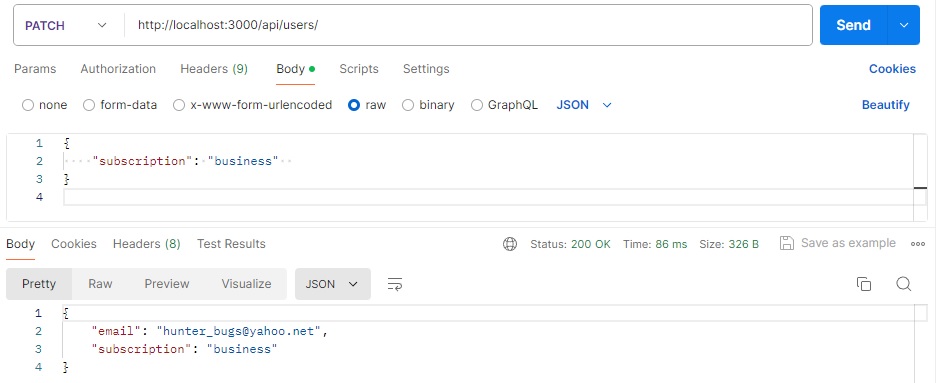 PATCH http://localhost:3000/api/users/ Send
Params Authorization Headers (9) Body Scripts Settings Cookies
none form-data x-www-form-urlencoded raw binary GraphQL JSON Beautify
1 {
2 "subscription": "business"
3 }
4
Body Cookies Headers (8) Test Results Status: 200 OK Time: 86 ms Size: 326 B Save as example
Pretty Raw Preview Visualize JSON
1 {
2 "email": "hunter_bugs@yahoo.net",
3 "subscription": "business"
4 }